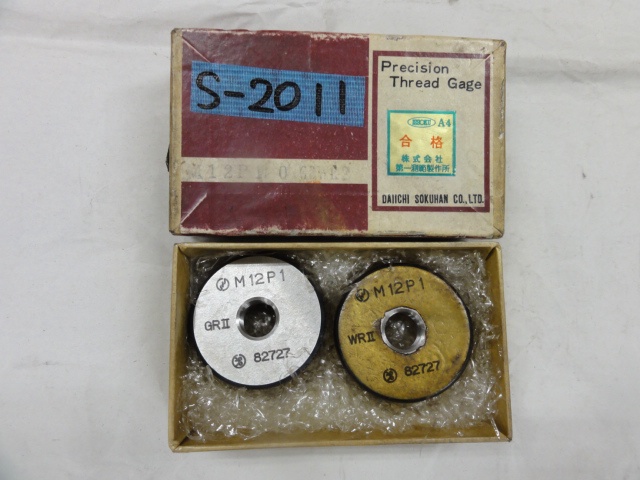 S-2011
Precision
Thread Gage
A4
合格
株式会社
第一測範製作所
DAIICHI SOKUHAN CO., LTD.
M12P1
GRII
82727
M12P1
WRII
82727